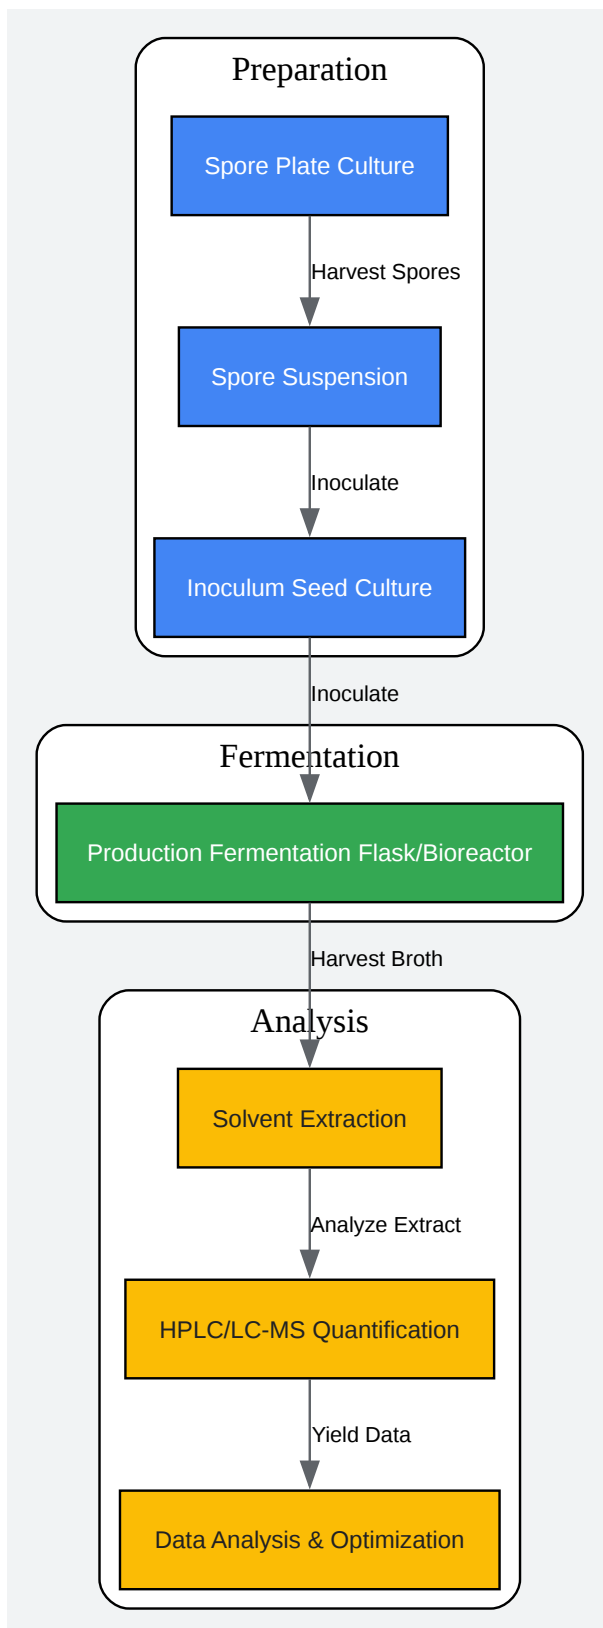 Preparation
Spore Plate Culture
Harvest Spores
Spore Suspension
Inoculate
Inoculum Seed Culture
Inoculate
Fermentation
Production Fermentation Flask/Bioreactor
Harvest Broth
Analysis
Solvent Extraction
Analyze Extract
HPLC/LC-MS Quantification
Yield Data
Data Analysis & Optimization